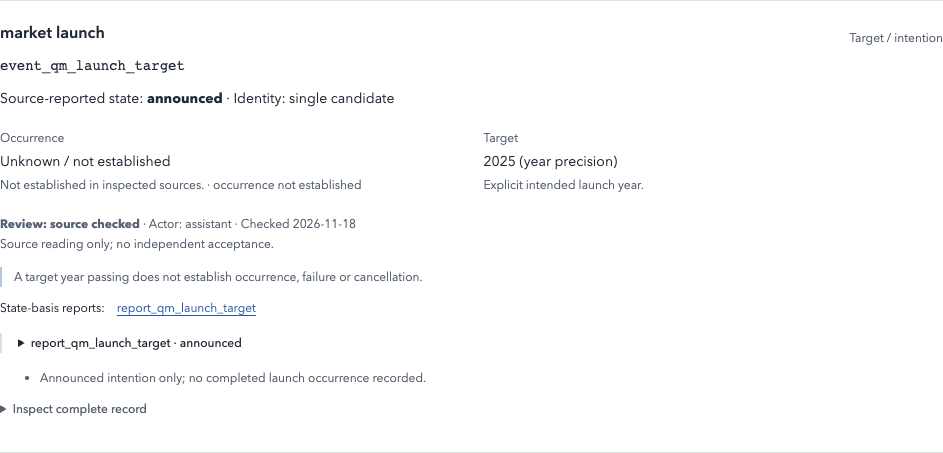 market launch
Target / intention
event_qm_launch_target
Source-reported state: announced · Identity: single candidate
Occurrence
Target
Unknown / not established
2025 (year precision)
Not established in inspected sources. · occurrence not established
Explicit intended launch year.
Review: source checked · Actor: assistant · Checked 2026-11-18
Source reading only; no independent acceptance.
A target year passing does not establish occurrence, failure or cancellation.
State-basis reports: report_qm_launch_target
report_qm_launch_target · announced
Announced intention only; no completed launch occurrence recorded.
Inspect complete record